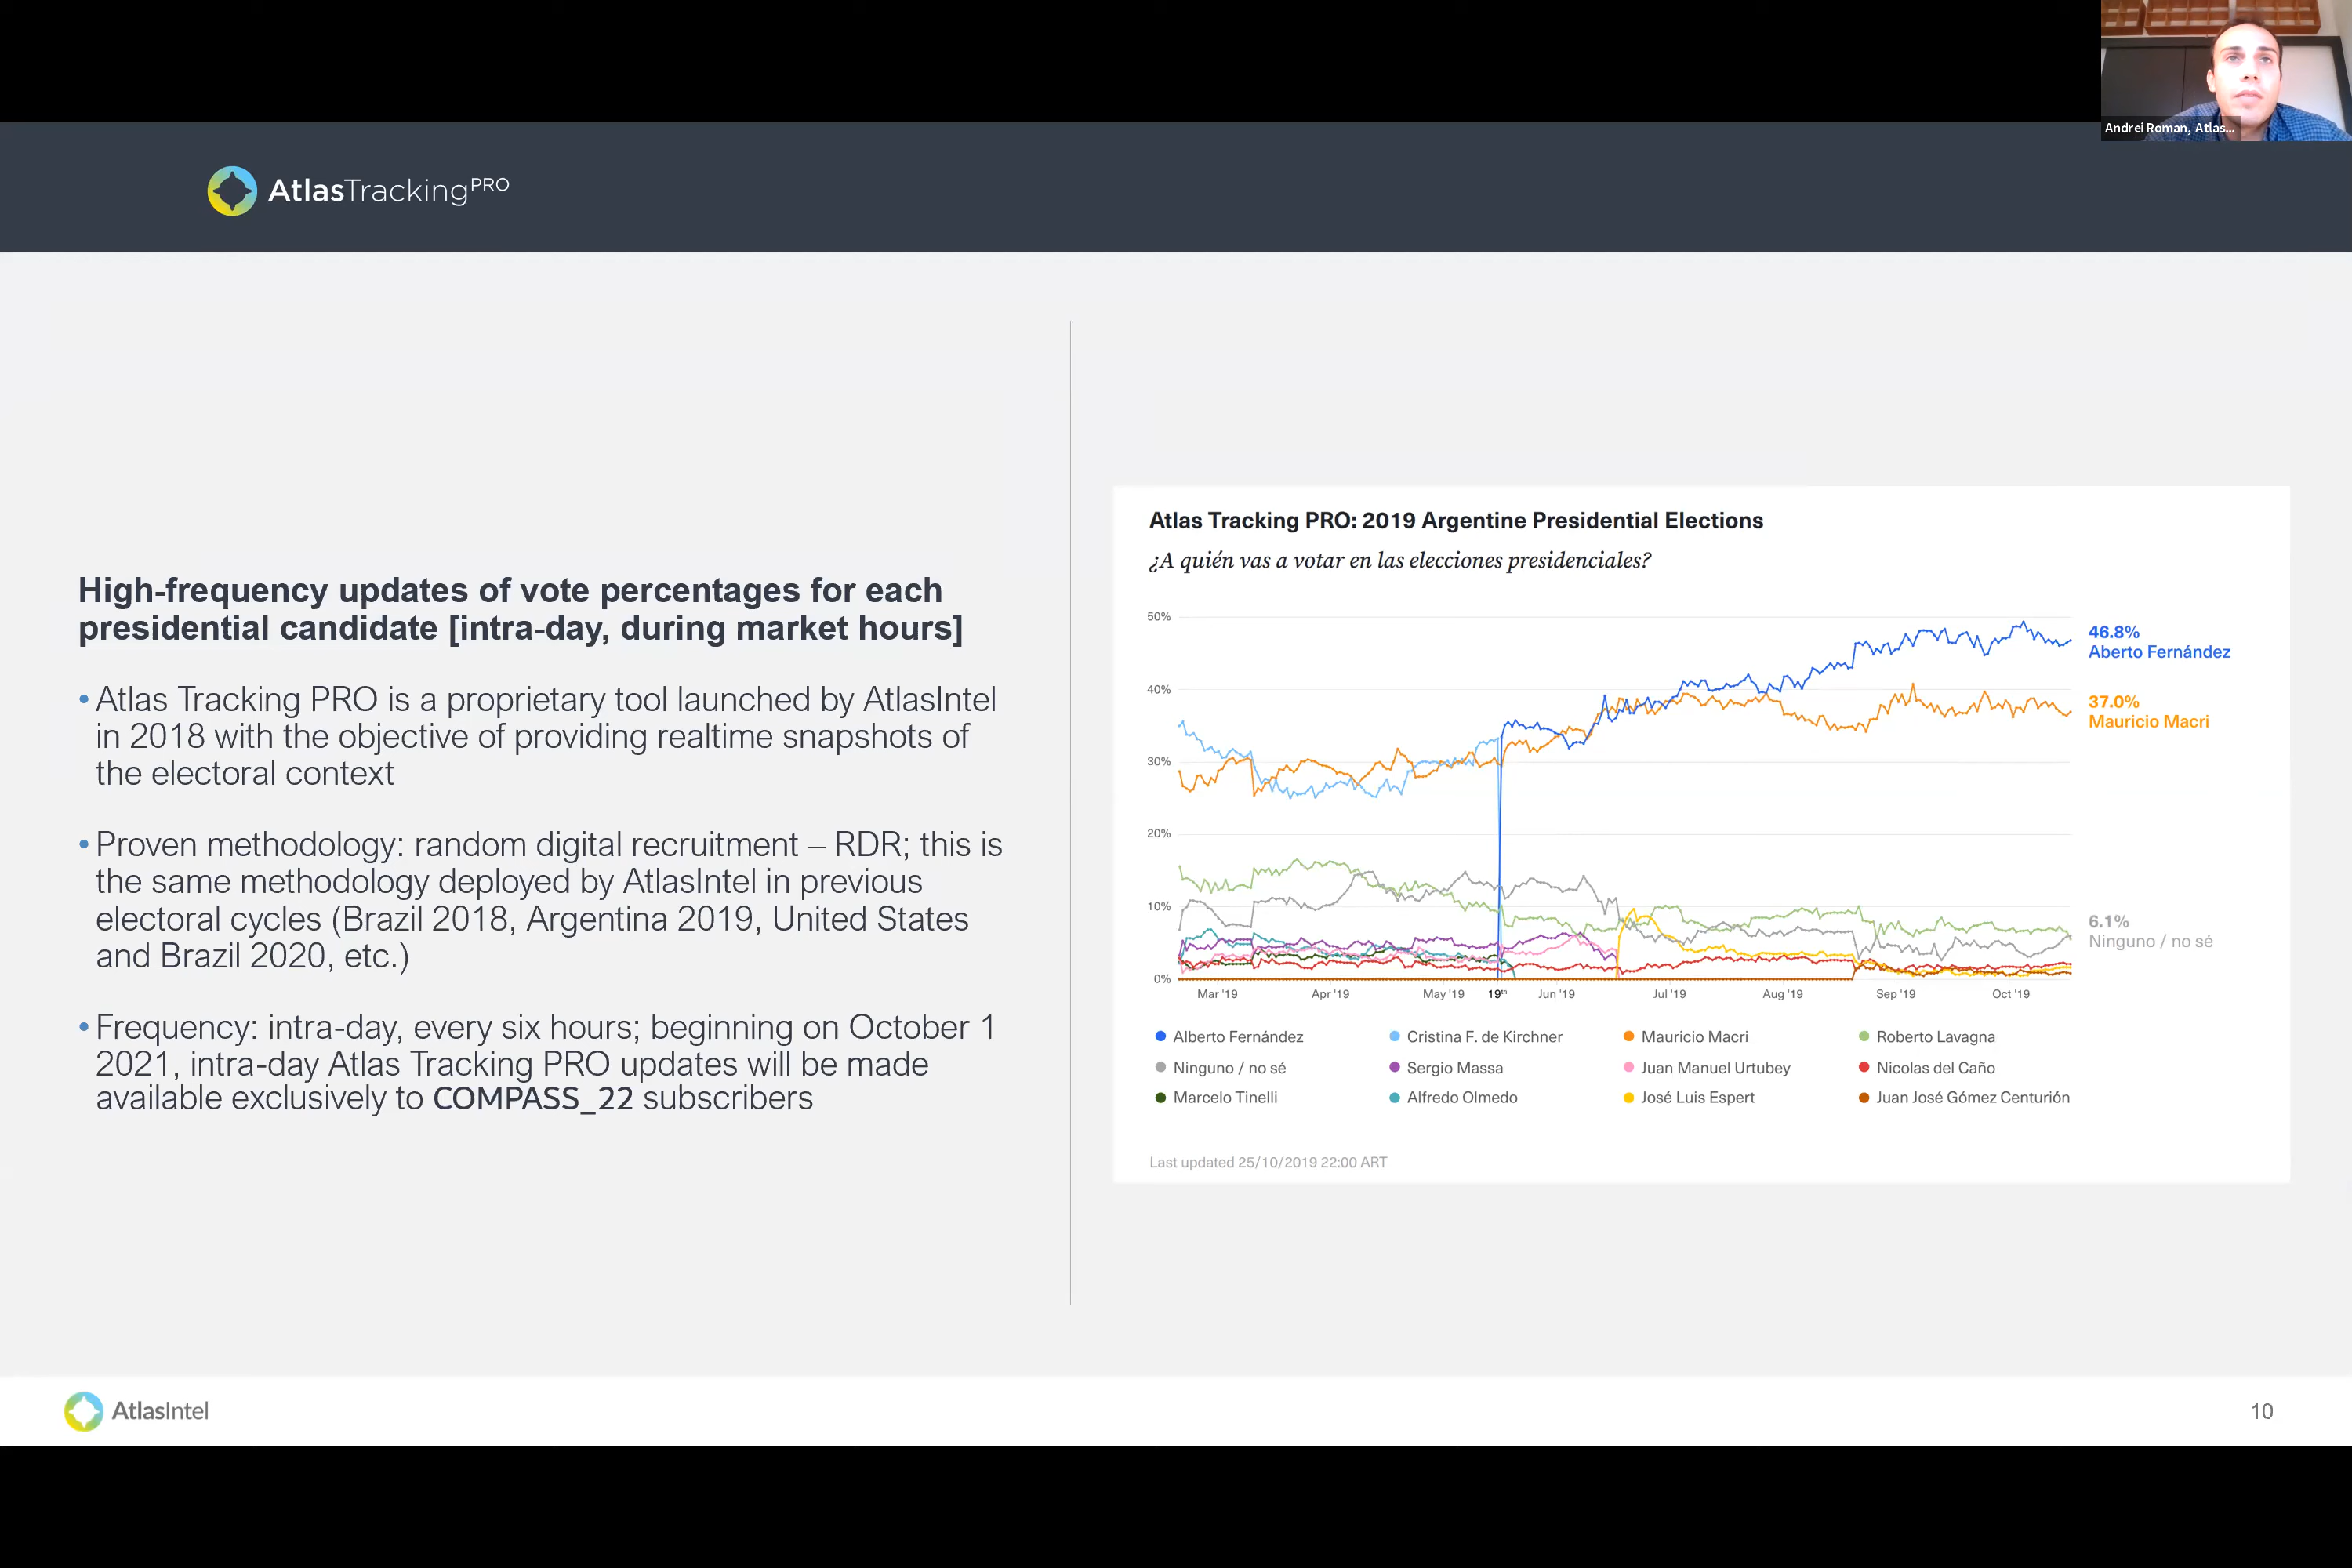 Andrei Roman, Atlas...
AtlasTrackingPRO
High-frequency updates of vote percentages for each
presidential candidate [intra-day, during market hours]
• Atlas Tracking PRO is a proprietary tool launched by AtlasIntel
in 2018 with the objective of providing realtime snapshots of
the electoral context
• Proven methodology: random digital recruitment – RDR; this is
the same methodology deployed by AtlasIntel in previous
electoral cycles (Brazil 2018, Argentina 2019, United States
and Brazil 2020, etc.)
• Frequency: intra-day, every six hours; beginning on October 1
2021, intra-day Atlas Tracking PRO updates will be made
available exclusively to COMPASS_22 subscribers
Atlas Tracking PRO: 2019 Argentine Presidential Elections
¿A quién vas a votar en las elecciones presidenciales?
50%
40%
30%
20%
10%
0%
46.8%
Aberto Fernández
37.0%
Mauricio Macri
6.1%
Ninguno / no sé
Mar '19 Apr '19 May '19 19th Jun '19 Jul '19 Aug '19 Sep '19 Oct '19
Alberto Fernández Cristina F. de Kirchner Mauricio Macri Roberto Lavagna
Ninguno / no sé Sergio Massa Juan Manuel Urtubey Nicolas del Caño
Marcelo Tinelli Alfredo Olmedo José Luis Espert Juan José Gómez Centurión
Last updated 25/10/2019 22:00 ART
AtlasIntel
10